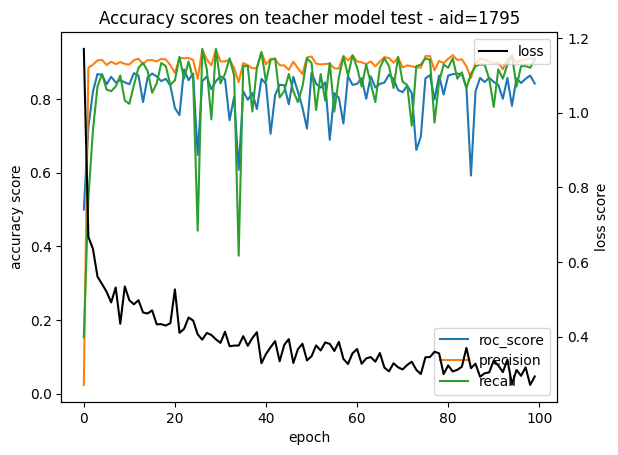 Accuracy scores on teacher model test - aid=1795
loss
1.2
0.8
1.0
0.6
0.8
0.4
0.6
0.2
0.4
0.0
accuracy score
loss score
roc_score
precision
recall
0
20
40
60
80
100
epoch